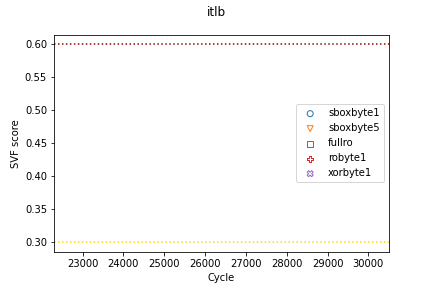 itlb
0.60
0.55
0.50
0.45
0.40
0.35
0.30
SVF score
sboxbyte1
sboxbyte5
fullro
robyte1
xorbyte1
23000 24000 25000 26000 27000 28000 29000 30000
Cycle